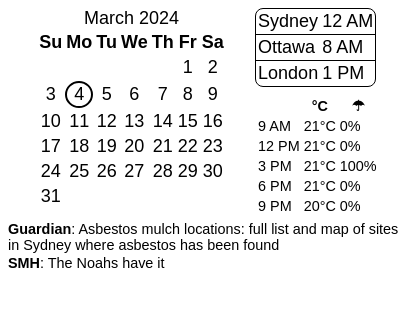 March 2024
Su Mo Tu We Th Fr Sa
1 2
3 4 5 6 7 8 9
10 11 12 13 14 15 16
17 18 19 20 21 22 23
24 25 26 27 28 29 30
31
Sydney 12 AM
Ottawa 8 AM
London 1 PM
°C ☂
9 AM 21°C 0%
12 PM 21°C 0%
3 PM 21°C 100%
6 PM 21°C 0%
9 PM 20°C 0%
Guardian: Asbestos mulch locations: full list and map of sites
in Sydney where asbestos has been found
SMH: The Noahs have it